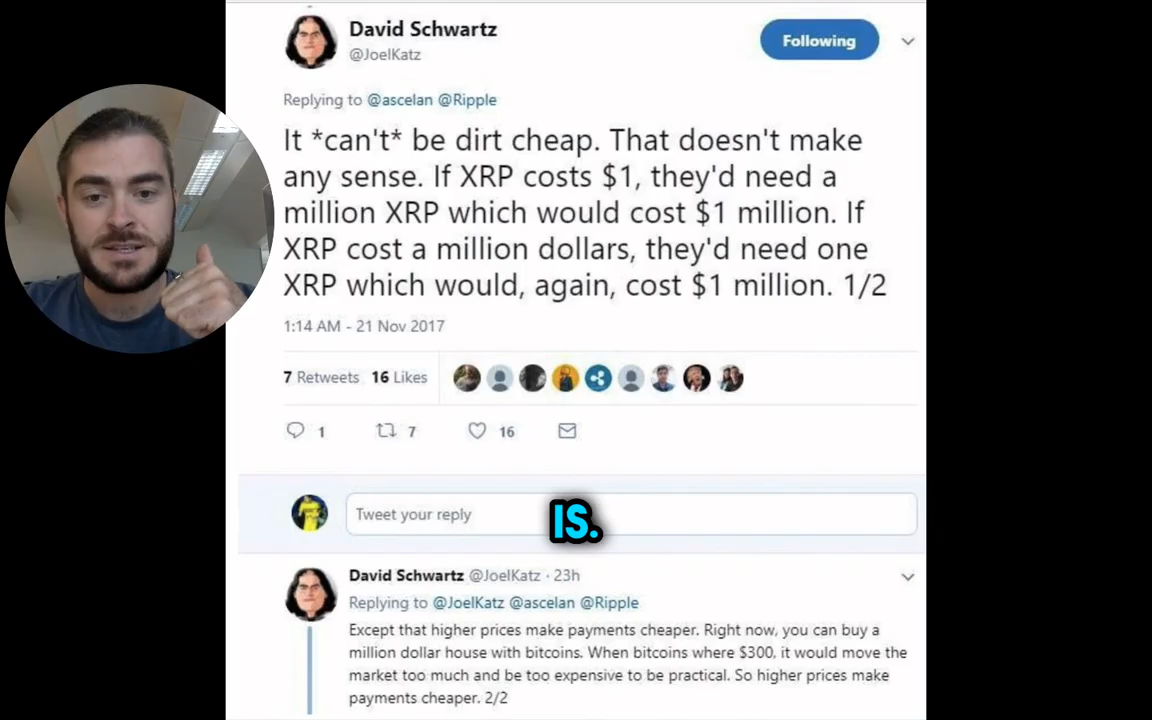 David Schwartz
@JoelKatz
Following
Replying to @ascelan @Ripple
It *can't* be dirt cheap. That doesn't make
any sense. If XRP costs $1, they'd need a
million XRP which would cost $1 million. If
XRP cost a million dollars, they'd need one
XRP which would, again, cost $1 million. 1/2
1:14 AM - 21 Nov 2017
7 Retweets 16 Likes
1 7 16
Tweet your reply
IS.
David Schwartz @JoelKatz · 23h
Replying to @JoelKatz @ascelan @Ripple
Except that higher prices make payments cheaper. Right now, you can buy a
million dollar house with bitcoins. When bitcoins where $300, it would move the
market too much and be too expensive to be practical. So higher prices make
payments cheaper. 2/2